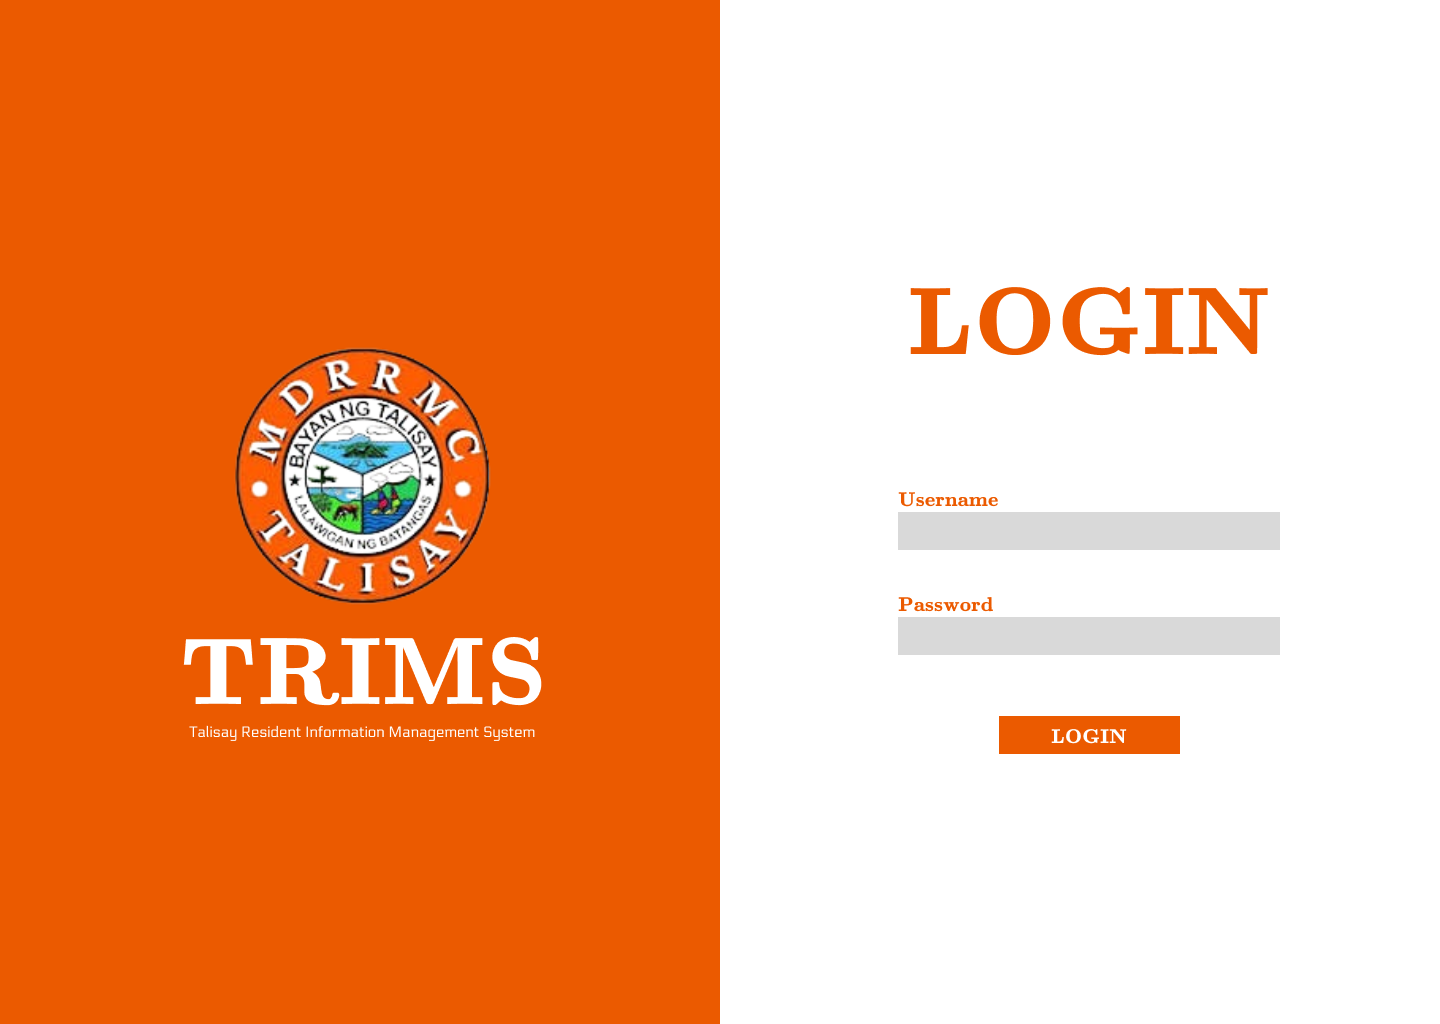 MDRRMC
BAYAN NG TALISAY
LALAWIGAN NG BATANGAS
TALISAY
TRIMS
Talisay Resident Information Management System
LOGIN
Username
Password
LOGIN